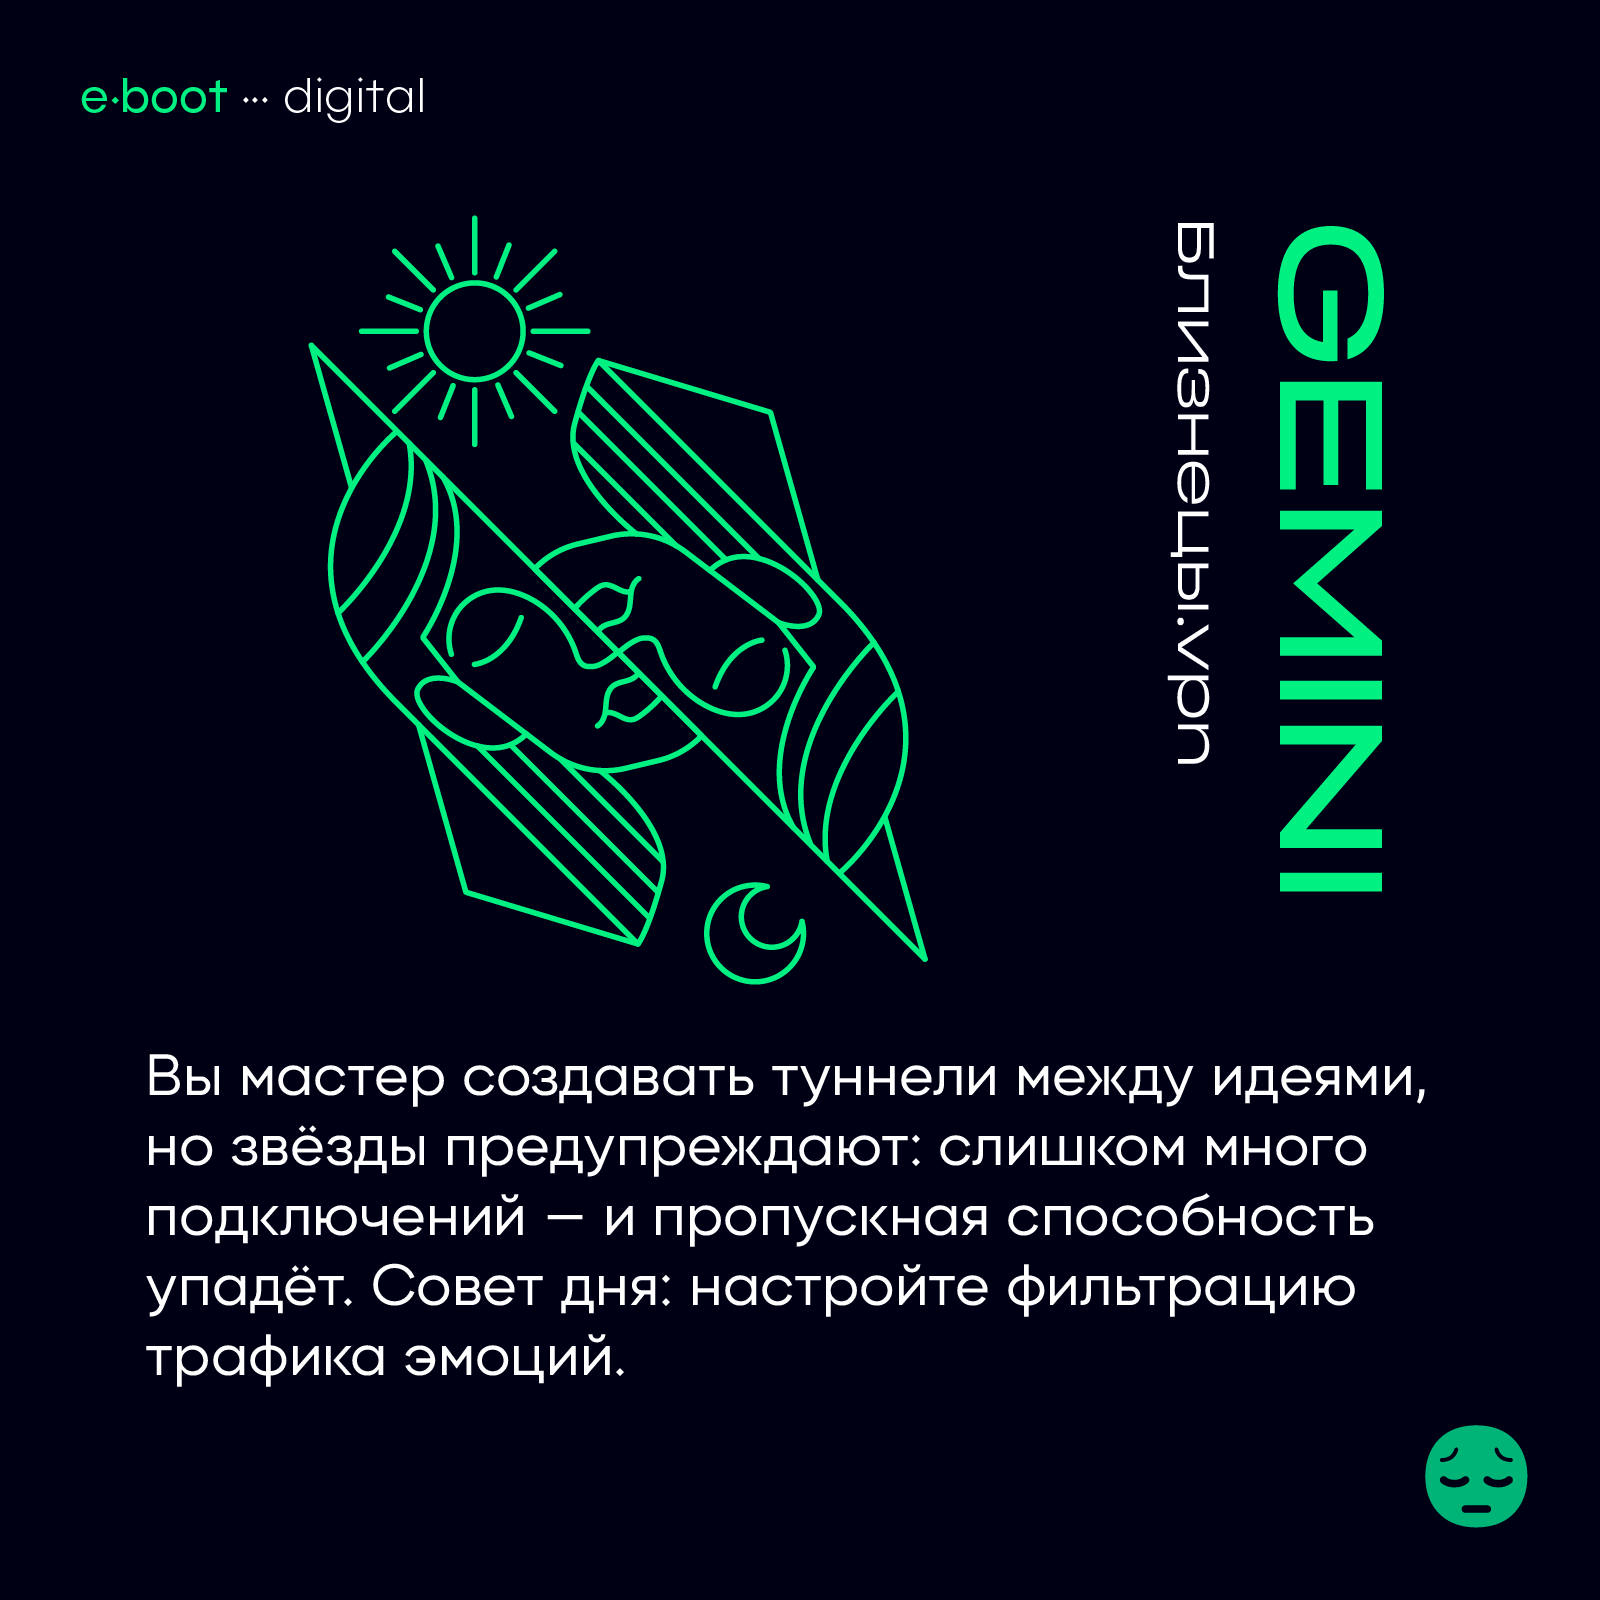 e·boot ··· digital
GEMINI
Близнецы.vpn
Вы мастер создавать туннели между идеями,
но звёзды предупреждают: слишком много
подключений — и пропускная способность
упадёт. Совет дня: настройте фильтрацию
трафика эмоций.